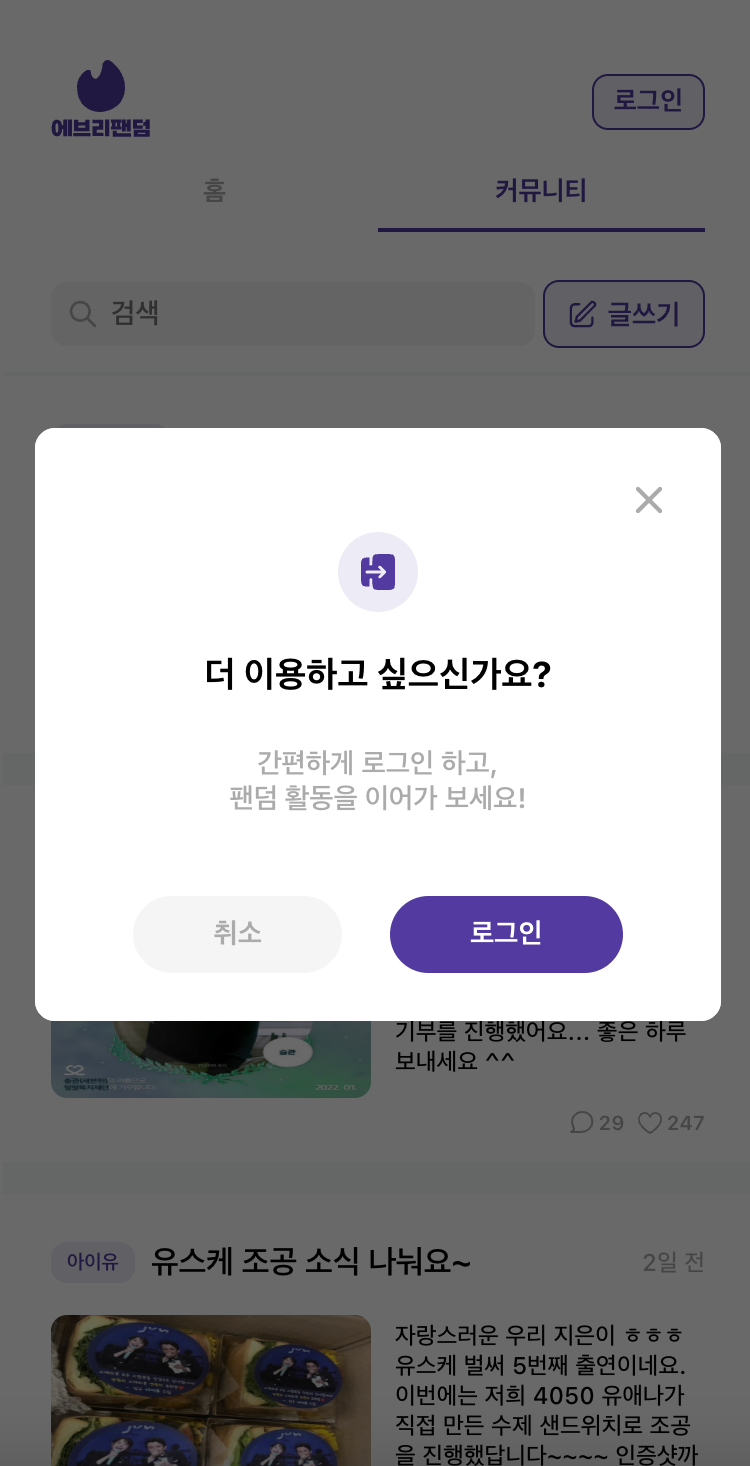 에브리팬덤
로그인
홈
커뮤니티
검색
글쓰기
더 이용하고 싶으신가요?
간편하게 로그인 하고,
팬덤 활동을 이어가 보세요!
취소
로그인
기부를 진행했어요... 좋은 하루
보내세요 ^^
승관
2022. 01.
29
247
아이유
유스케 조공 소식 나눠요~
2일 전
자랑스러운 우리 지은이 ㅎㅎㅎ
유스케 벌써 5번째 출연이네요.
이번에는 저희 4050 유애나가
직접 만든 수제 샌드위치로 조공
을 진행했답니다~~~~ 인증샷까